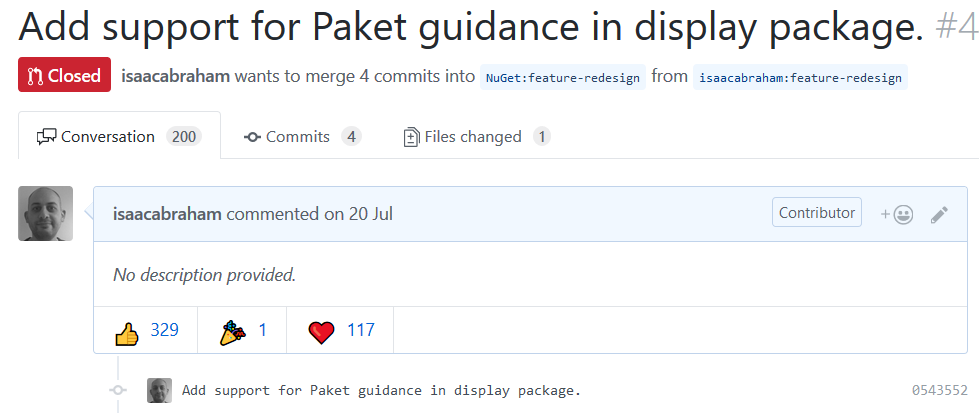 Add support for Paket guidance in display package. #4
Closed isaacabraham wants to merge 4 commits into NuGet:feature-redesign from isaacabraham:feature-redesign
Conversation 200 Commits 4 Files changed 1
isaacabraham commented on 20 Jul Contributor +
No description provided.
329 1 117
Add support for Paket guidance in display package. 0543552